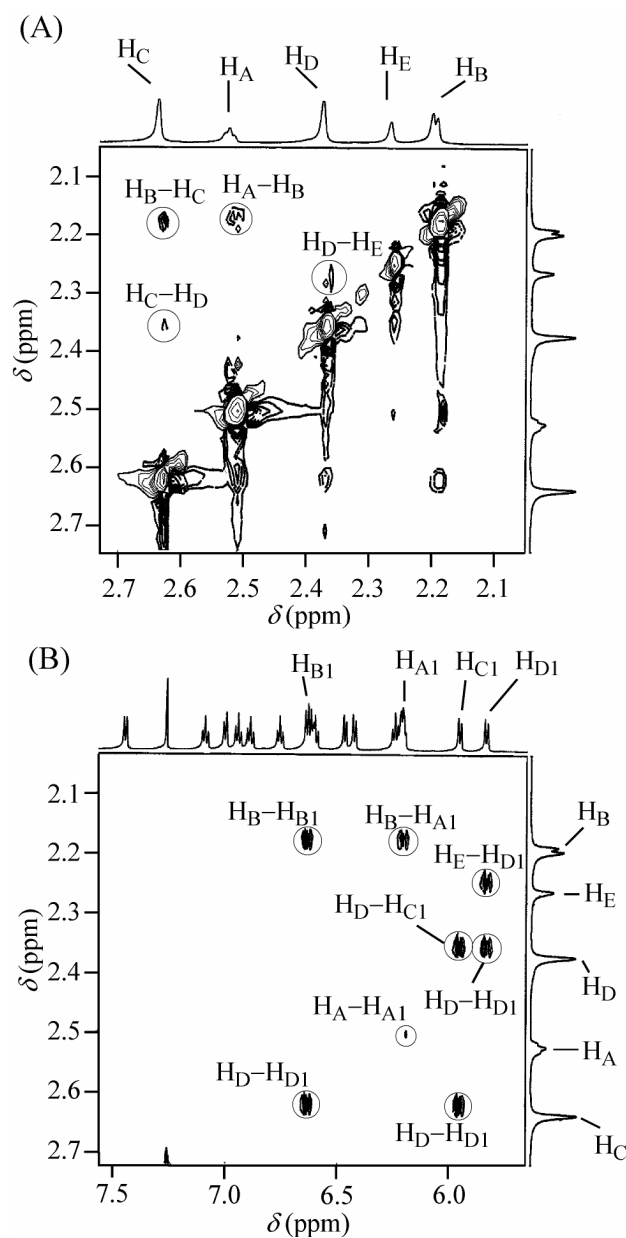 (A)
H_C
H_A
H_D
H_E
H_B
2.1
2.2
2.3
2.4
2.5
2.6
2.7
δ (ppm)
H_B–H_C
H_A–H_B
H_D–H_E
H_C–H_D
2.7 2.6 2.5 2.4 2.3 2.2 2.1
δ (ppm)
(B)
H_B1
H_A1
H_C1
H_D1
2.1
2.2
2.3
2.4
2.5
2.6
2.7
δ (ppm)
H_B–H_B1
H_B–H_A1
H_E–H_D1
H_D–H_C1
H_D–H_D1
H_A–H_A1
H_D–H_D1
H_D–H_D1
H_B
H_E
H_D
H_A
H_C
7.5 7.0 6.5 6.0
δ (ppm)